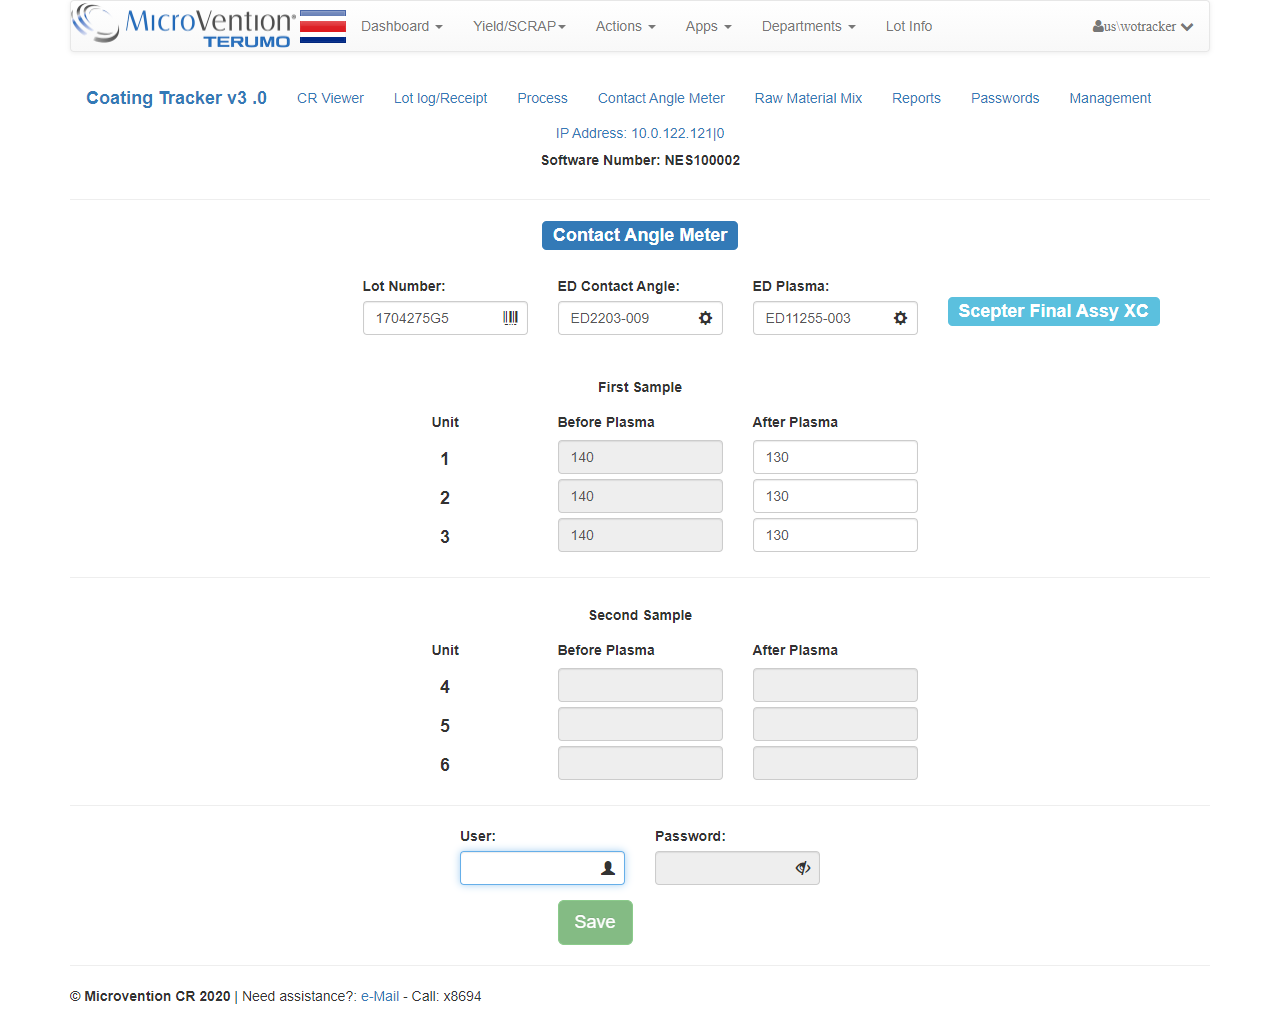 MICROVENTION TERUMO Dashboard Yield/SCRAP Actions Apps Departments Lot Info us\wotracker
Coating Tracker v3 .0 CR Viewer Lot log/Receipt Process Contact Angle Meter Raw Material Mix Reports Passwords Management
IP Address: 10.0.122.121|0
Software Number: NES100002
Contact Angle Meter
Lot Number: ED Contact Angle: ED Plasma:
1704275G5 ED2203-009 ED11255-003 Scepter Final Assy XC
First Sample
Unit Before Plasma After Plasma
1 140 130
2 140 130
3 140 130
Second Sample
Unit Before Plasma After Plasma
4
5
6
User: Password:
Save
© Microvention CR 2020 | Need assistance?: e-Mail - Call: x8694